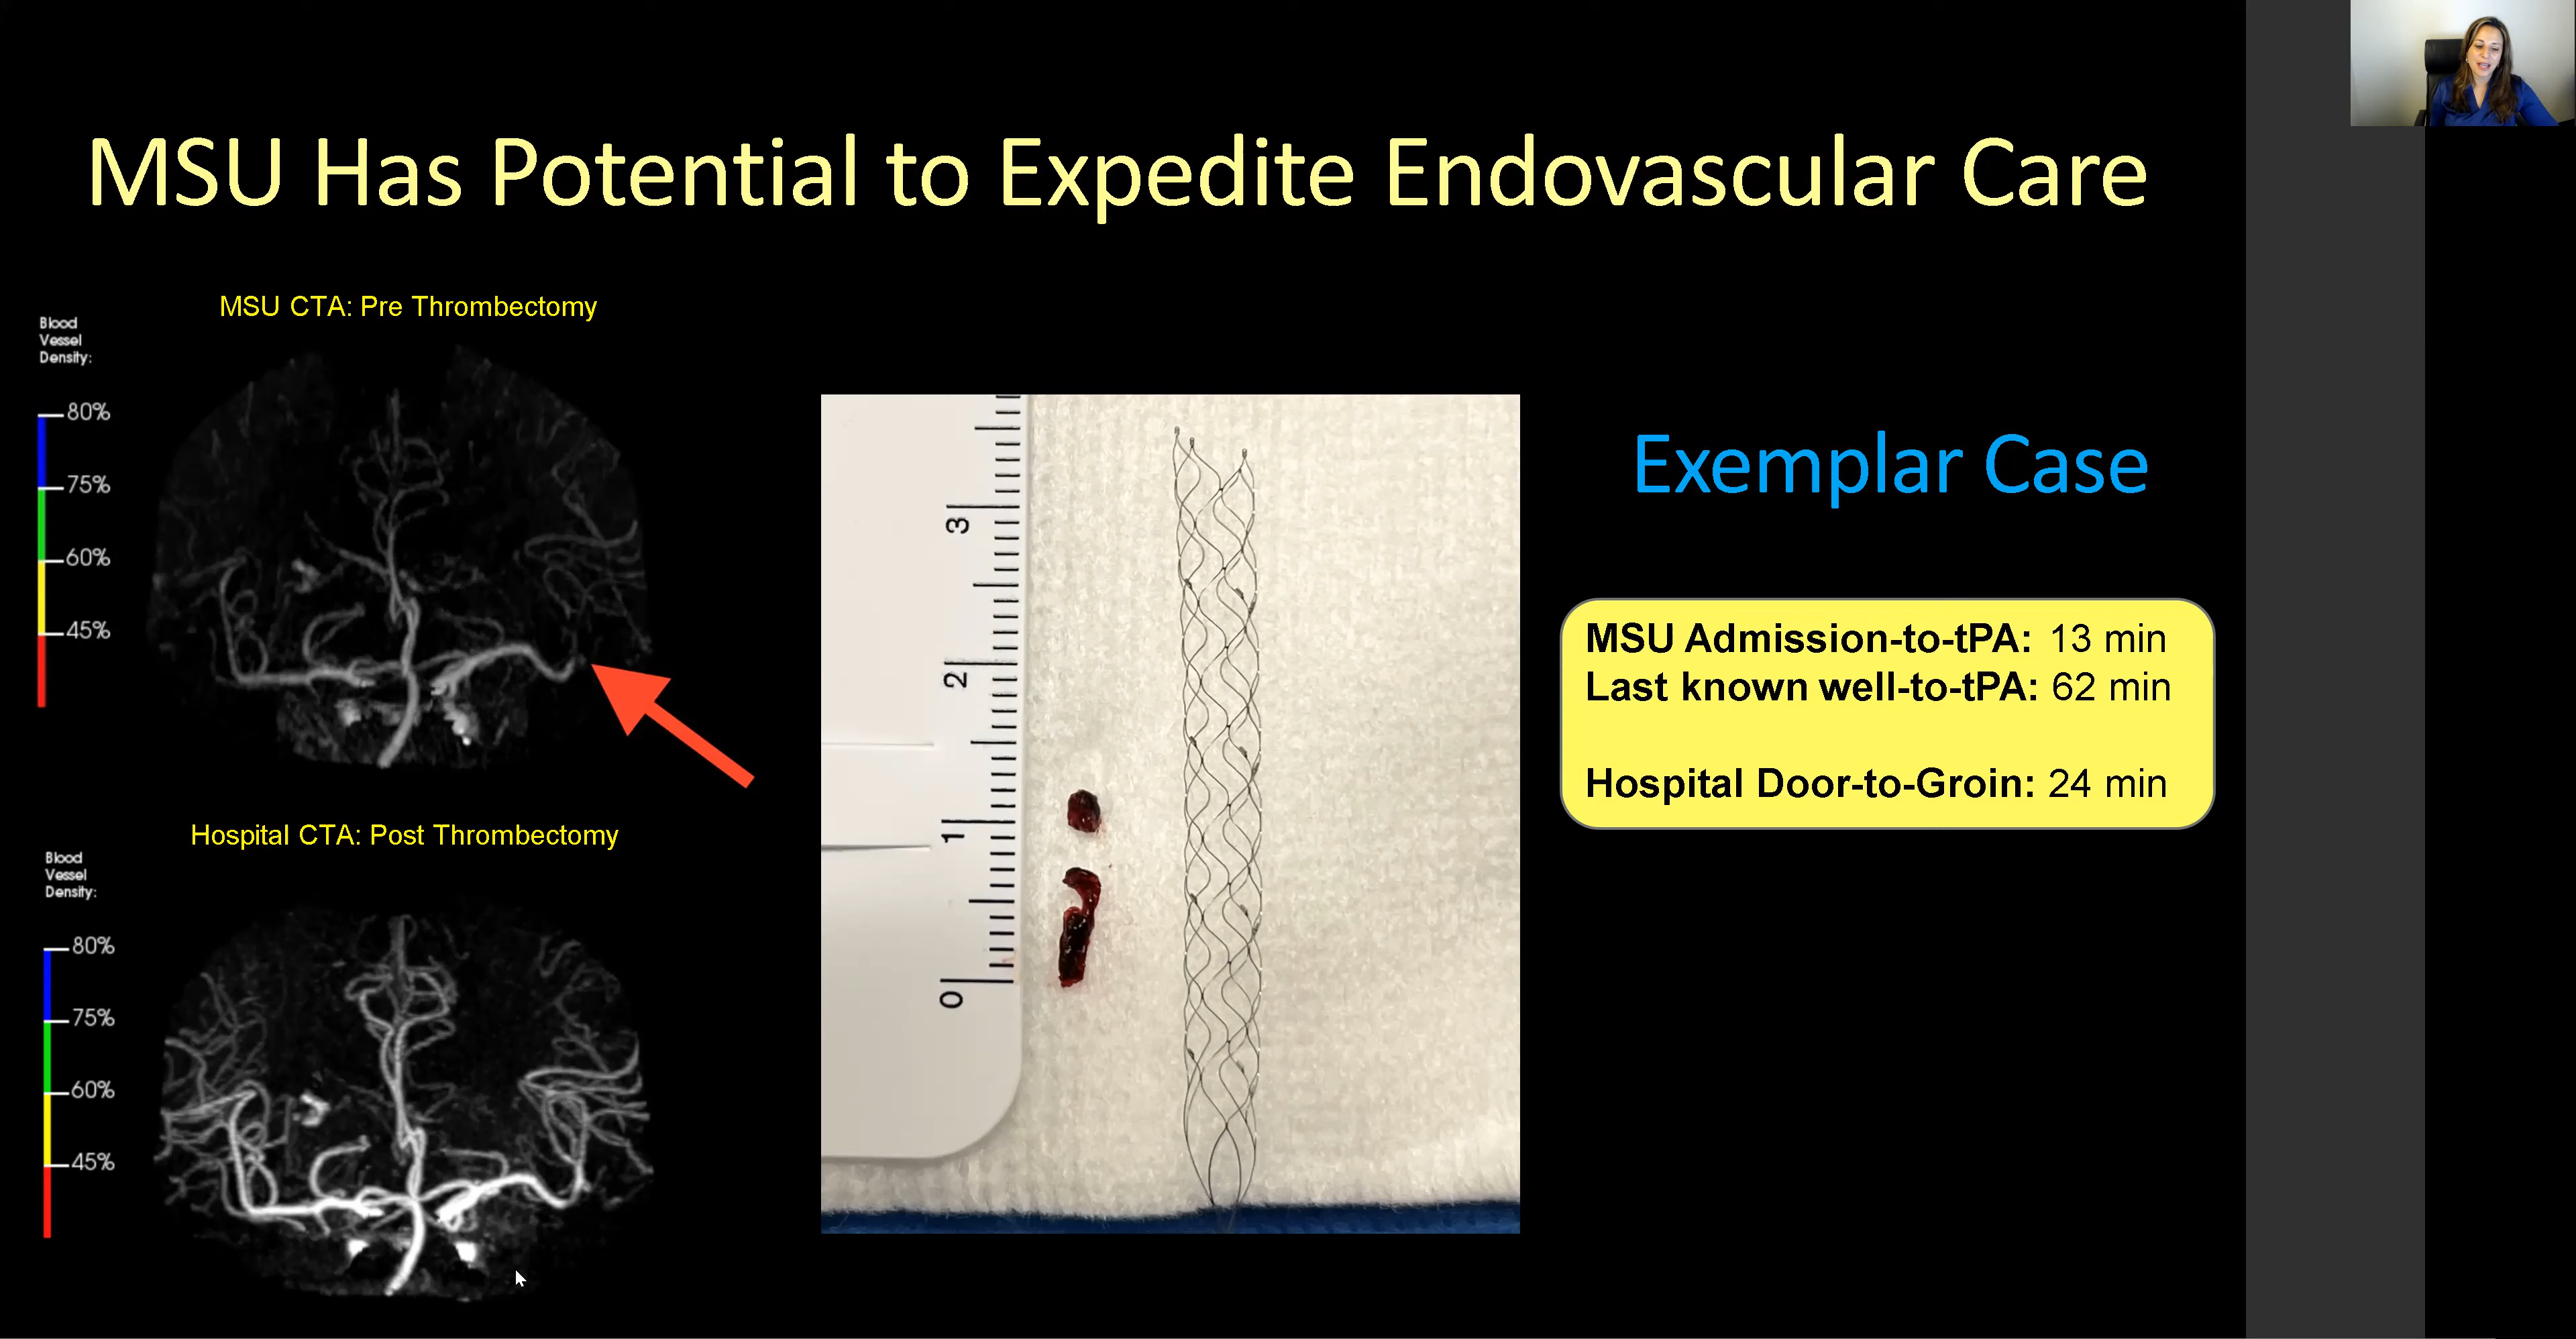 MSU Has Potential to Expedite Endovascular Care
MSU CTA: Pre Thrombectomy
Blood
Vessel
Density:
80%
75%
60%
45%
Hospital CTA: Post Thrombectomy
Blood
Vessel
Density:
80%
75%
60%
45%
3
2
1
0
Exemplar Case
MSU Admission-to-tPA: 13 min
Last known well-to-tPA: 62 min
Hospital Door-to-Groin: 24 min